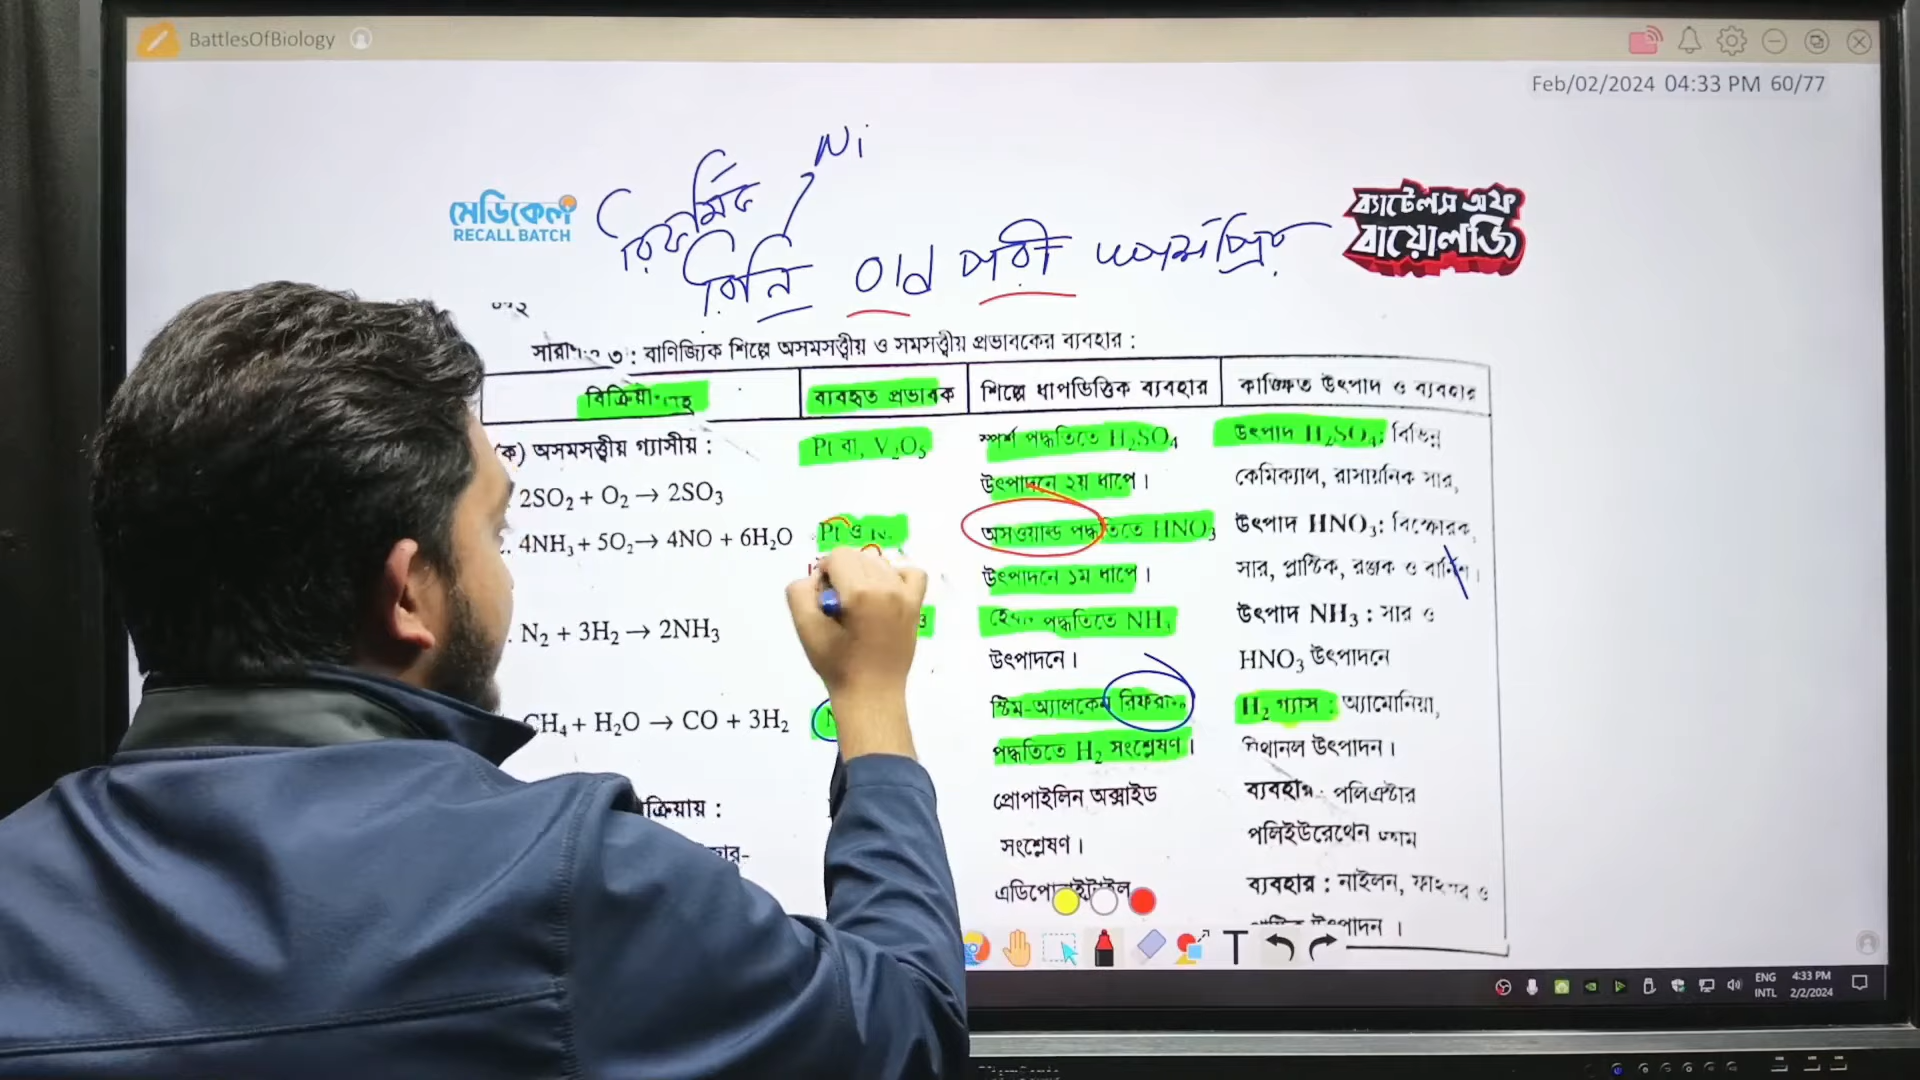 BattlesOfBiology
Feb/02/2024 04:33 PM 60/77
Ni
মেডিকেল
RECALL BATCH
রিফর্মিং
রিনি
পরী
ব্যাটেলস অফ
বায়োলজি
৩ : বাণিজ্যিক শিল্পে অসমসত্ত্বীয় ও সমসত্ত্বীয় প্রভাবকের ব্যবহার :
ব্যবহৃত প্রভাবক
শিল্পে ধাপভিত্তিক ব্যবহার
কাঙ্ক্ষিত উৎপাদ ও ব্যবহার
(ক) অসমসত্ত্বীয় গ্যাসীয় :
Pt বা, V₂O₅
স্পর্শ পদ্ধতিতে H₂SO₄
উৎপাদনে ২য় ধাপে।
উৎপাদ H₂SO₄: বিভিন্ন
কেমিক্যাল, রাসায়নিক সার,
2SO₂ + O₂ → 2SO₃
4NH₃ + 5O₂ → 4NO + 6H₂O
Pt ও
অসওয়াল্ড পদ্ধতিতে HNO₃
উৎপাদনে ১ম ধাপে।
উৎপাদ HNO₃: বিস্ফোরক,
সার, প্লাস্টিক, রঞ্জক ও
N₂ + 3H₂ → 2NH₃
পদ্ধতিতে NH₃
উৎপাদনে।
উৎপাদ NH₃ : সার ও
HNO₃ উৎপাদনে
CH₄ + H₂O → CO + 3H₂
স্টিম-অ্যালকেন
পদ্ধতিতে H₂ সংশ্লেষণ।
H₂ গ্যাস : অ্যামোনিয়া,
মিথানল উৎপাদন।
প্রোপাইলিন অক্সাইড
সংশ্লেষণ।
ব্যবহার : পলিএস্টার
পলিইউরেথেন
ব্যবহার : নাইলন,
ENG
INTL
4:33 PM
2/2/2024